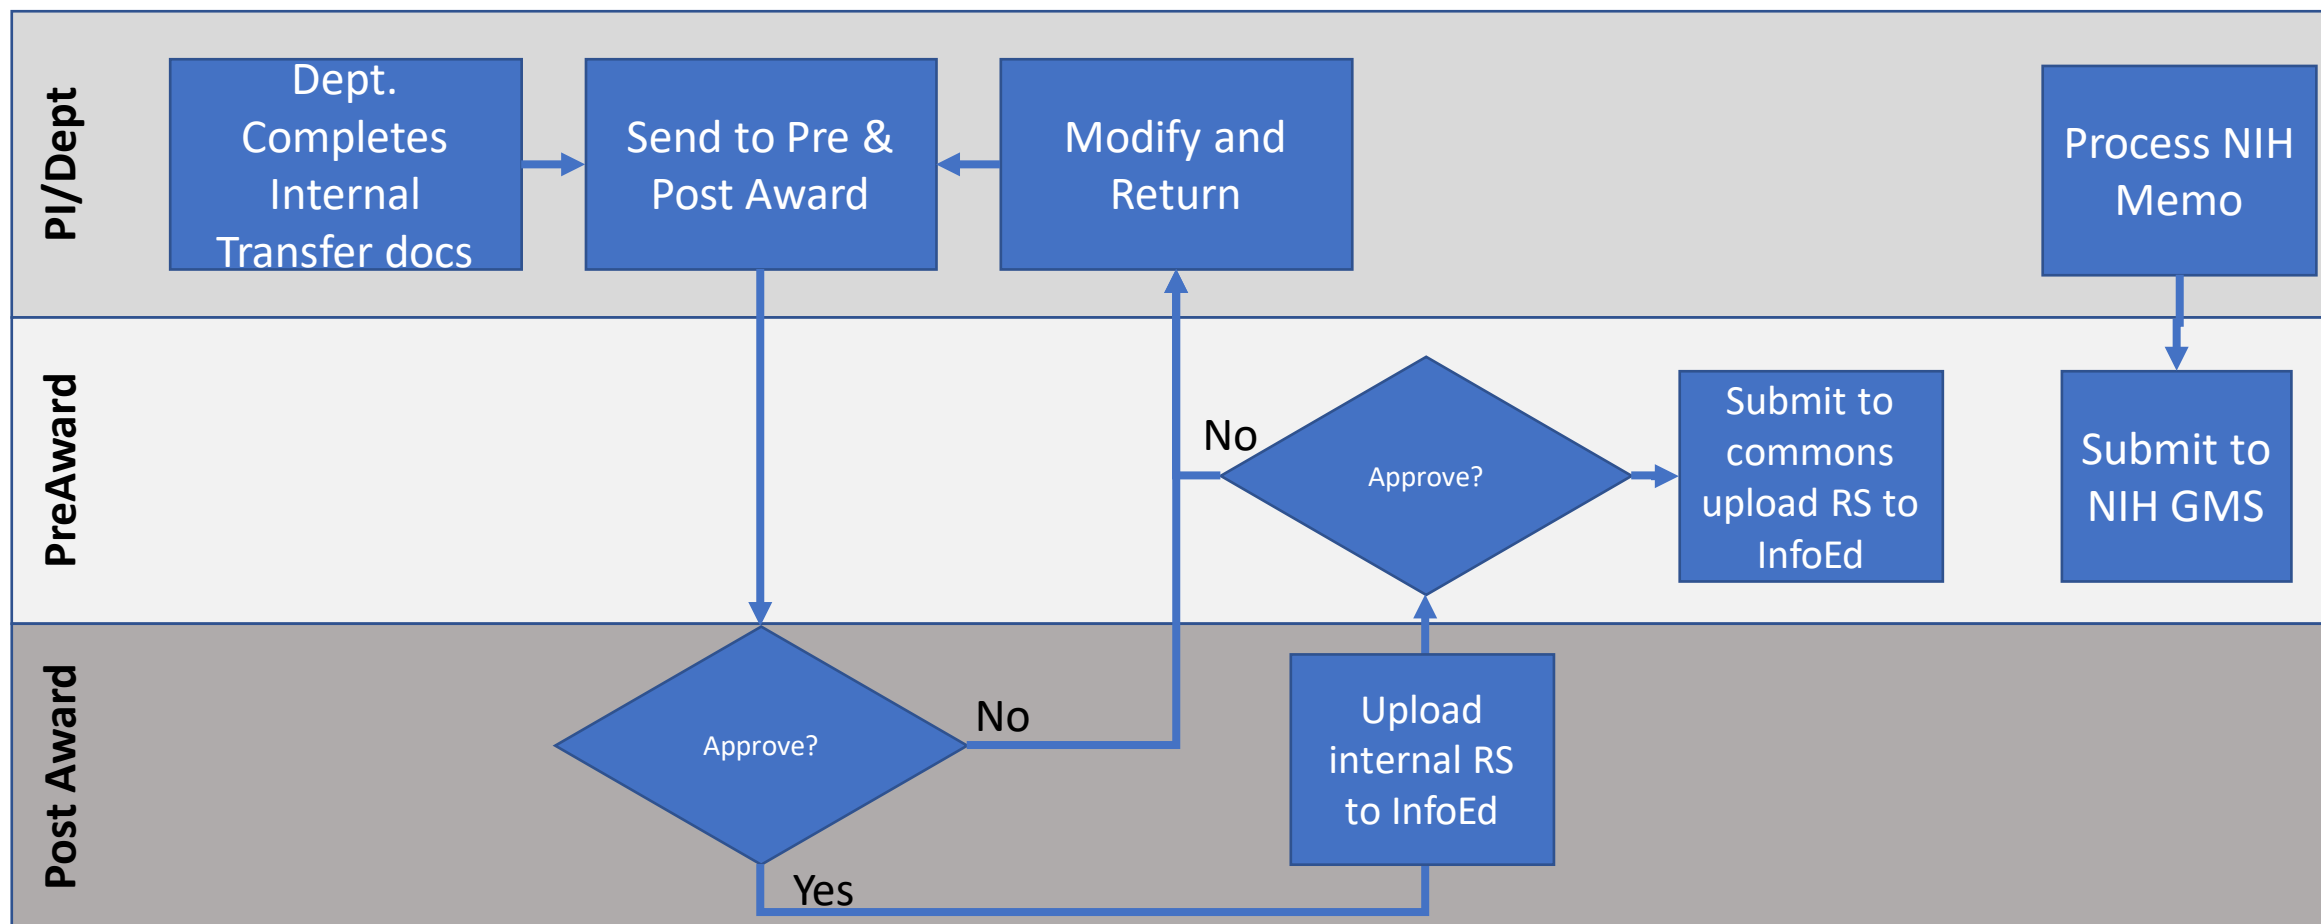 PI/Dept
Dept.
Completes
Internal
Transfer docs
Send to Pre &
Post Award
Modify and
Return
Process NIH
Memo
PreAward
No
Approve?
Submit to
commons
upload RS to
InfoEd
Submit to
NIH GMS
Post Award
Approve?
No
Yes
Upload
internal RS
to InfoEd